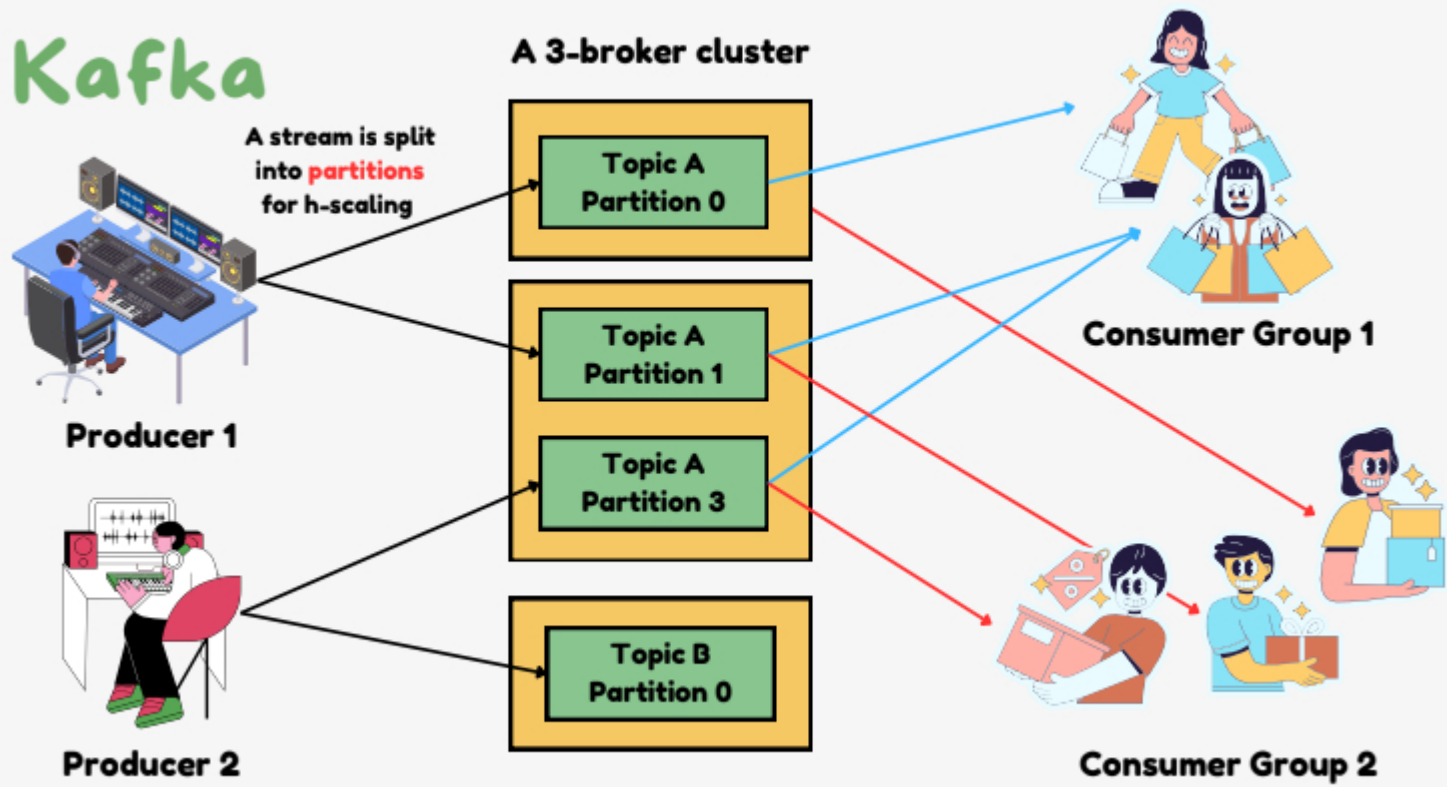 Kafka
A 3-broker cluster
A stream is split
into partitions
for h-scaling
Topic A
Partition 0
Topic A
Partition 1
Topic A
Partition 3
Topic B
Partition 0
Producer 1
Producer 2
Consumer Group 1
Consumer Group 2